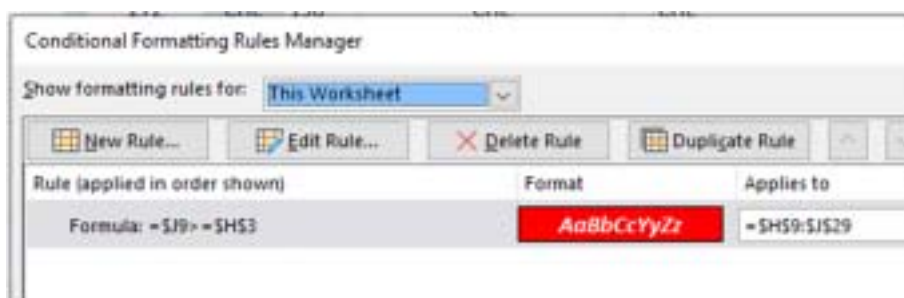 Conditional Formatting Rules Manager
Show formatting rules for: This Worksheet
New Rule... Edit Rule... Delete Rule Duplicate Rule
Rule (applied in order shown) Format Applies to
Formula: =$J9>=$H$3 AaBbCcYyZz =$H$9:$J$29